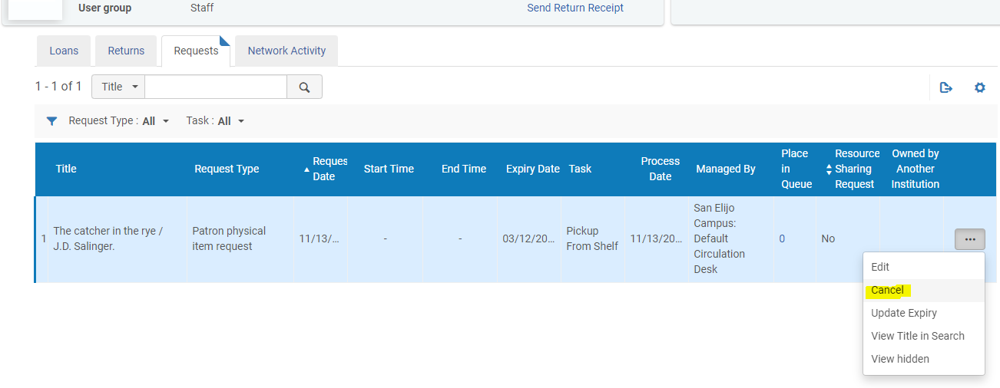 User group Staff Send Return Receipt
Loans Returns Requests Network Activity
1 - 1 of 1 Title
Request Type : All Task : All
Title Request Type Reques Date Start Time End Time Expiry Date Task Process Date Managed By Place in Queue Resource Sharing Request Owned by Another Institution
1 The catcher in the rye / J.D. Salinger. Patron physical item request 11/13/... - - 03/12/20... Pickup From Shelf 11/13/20... San Elijo Campus: Default Circulation Desk 0 No
Edit
Cancel
Update Expiry
View Title in Search
View hidden